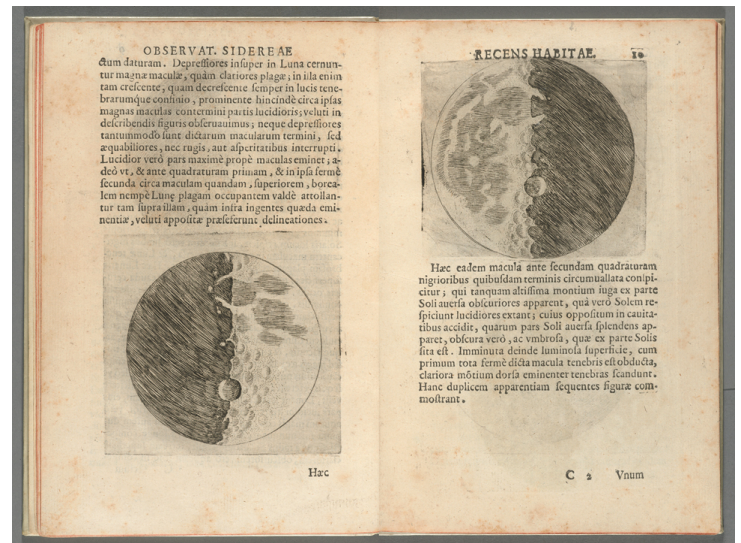 OBSERVAT. SIDEREAE
ctum daturam. Depreſſiores inſuper in Luna cernun-
tur magnæ maculæ, quàm clariores plagæ; in illa enim
tam creſcente, quam decreſcente ſemper in lucis tene-
brarumque confinio, prominente hincindè circa ipſas
magnas maculas contermini partis lucidioris; veluti in
deſcribendis figuris obſeruauimus; neque depreſſiores
tantummodo ſunt dictarum macularum termini, ſed
æquabiliores, nec rugis, aut aſperitatibus interrupti.
Lucidior verò pars maximè propè maculas eminet; a-
deò vt, & ante quadraturam primam, & in ipſa fermè
ſecunda circa maculam quandam, ſuperiorem, borea-
lem nempè Lunæ plagam occupantem valdè attollan-
tur tam ſupra illam, quàm infra ingentes quæda emi-
nentiæ, veluti appoſitæ præſeferunt delineationes.
Hæc
RECENS HABITAE. 10
Hæc eadem macula ante ſecundam quadraturam
nigrioribus quibuſdam terminis circumuallata conſpi-
citur; qui tanquam altiſſima montium iuga ex parte
Soli auerſa obſcuriores apparent, quà verò Solem re-
ſpiciunt lucidiores extant; cuius oppoſitum in cauita-
tibus accidit, quarum pars Soli auerſa ſplendens ap-
paret, obſcura verò, ac vmbroſa, quæ ex parte Solis
ſita eſt. Imminuta deinde luminoſa ſuperficie, cum
primum tota fermè dicta macula tenebris eſt obducta,
clariora mõtium dorſa eminenter tenebras ſcandunt.
Hanc duplicem apparentiam ſequentes figuræ com-
moſtrant.
C 2 Vnum